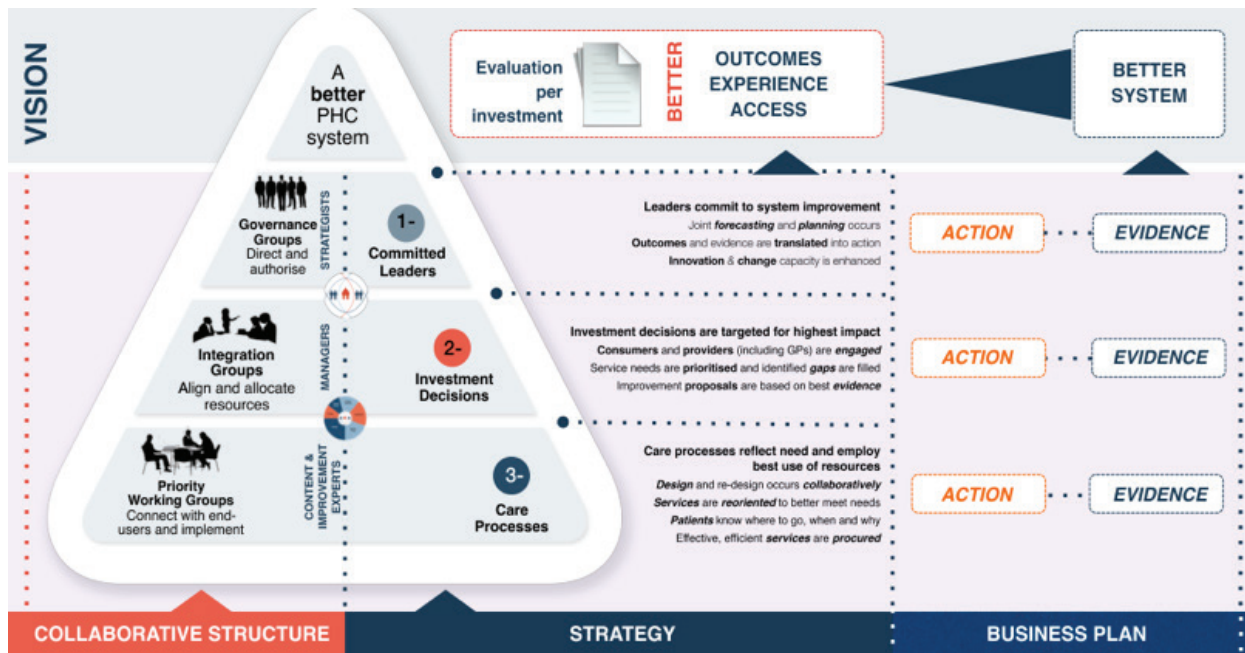 VISION
A
better
PHC
system
Evaluation
per
investment
BETTER
OUTCOMES
EXPERIENCE
ACCESS
BETTER
SYSTEM
Governance
Groups
Direct and
authorise
STRATEGISTS
1-
Committed
Leaders
Leaders commit to system improvement
Joint forecasting and planning occurs
Outcomes and evidence are translated into action
Innovation & change capacity is enhanced
ACTION
EVIDENCE
Integration
Groups
Align and allocate
resources
MANAGERS
2-
Investment
Decisions
Investment decisions are targeted for highest impact
Consumers and providers (including GPs) are engaged
Service needs are prioritised and identified gaps are filled
Improvement proposals are based on best evidence
ACTION
EVIDENCE
Priority
Working Groups
Connect with end-
users and implement
CONTENT &
IMPROVEMENT
EXPERTS
3-
Care
Processes
Care processes reflect need and employ
best use of resources
Design and re-design occurs collaboratively
Services are reoriented to better meet needs
Patients know where to go, when and why
Effective, efficient services are procured
ACTION
EVIDENCE
COLLABORATIVE STRUCTURE
STRATEGY
BUSINESS PLAN